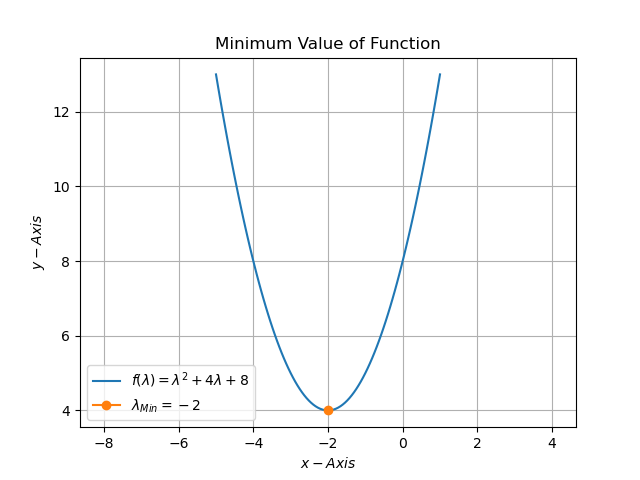 Minimum Value of Function
12
10
8
6
4
y − Axis
f(λ) = λ² + 4λ + 8
λMin = −2
−8 −6 −4 −2 0 2 4
x − Axis